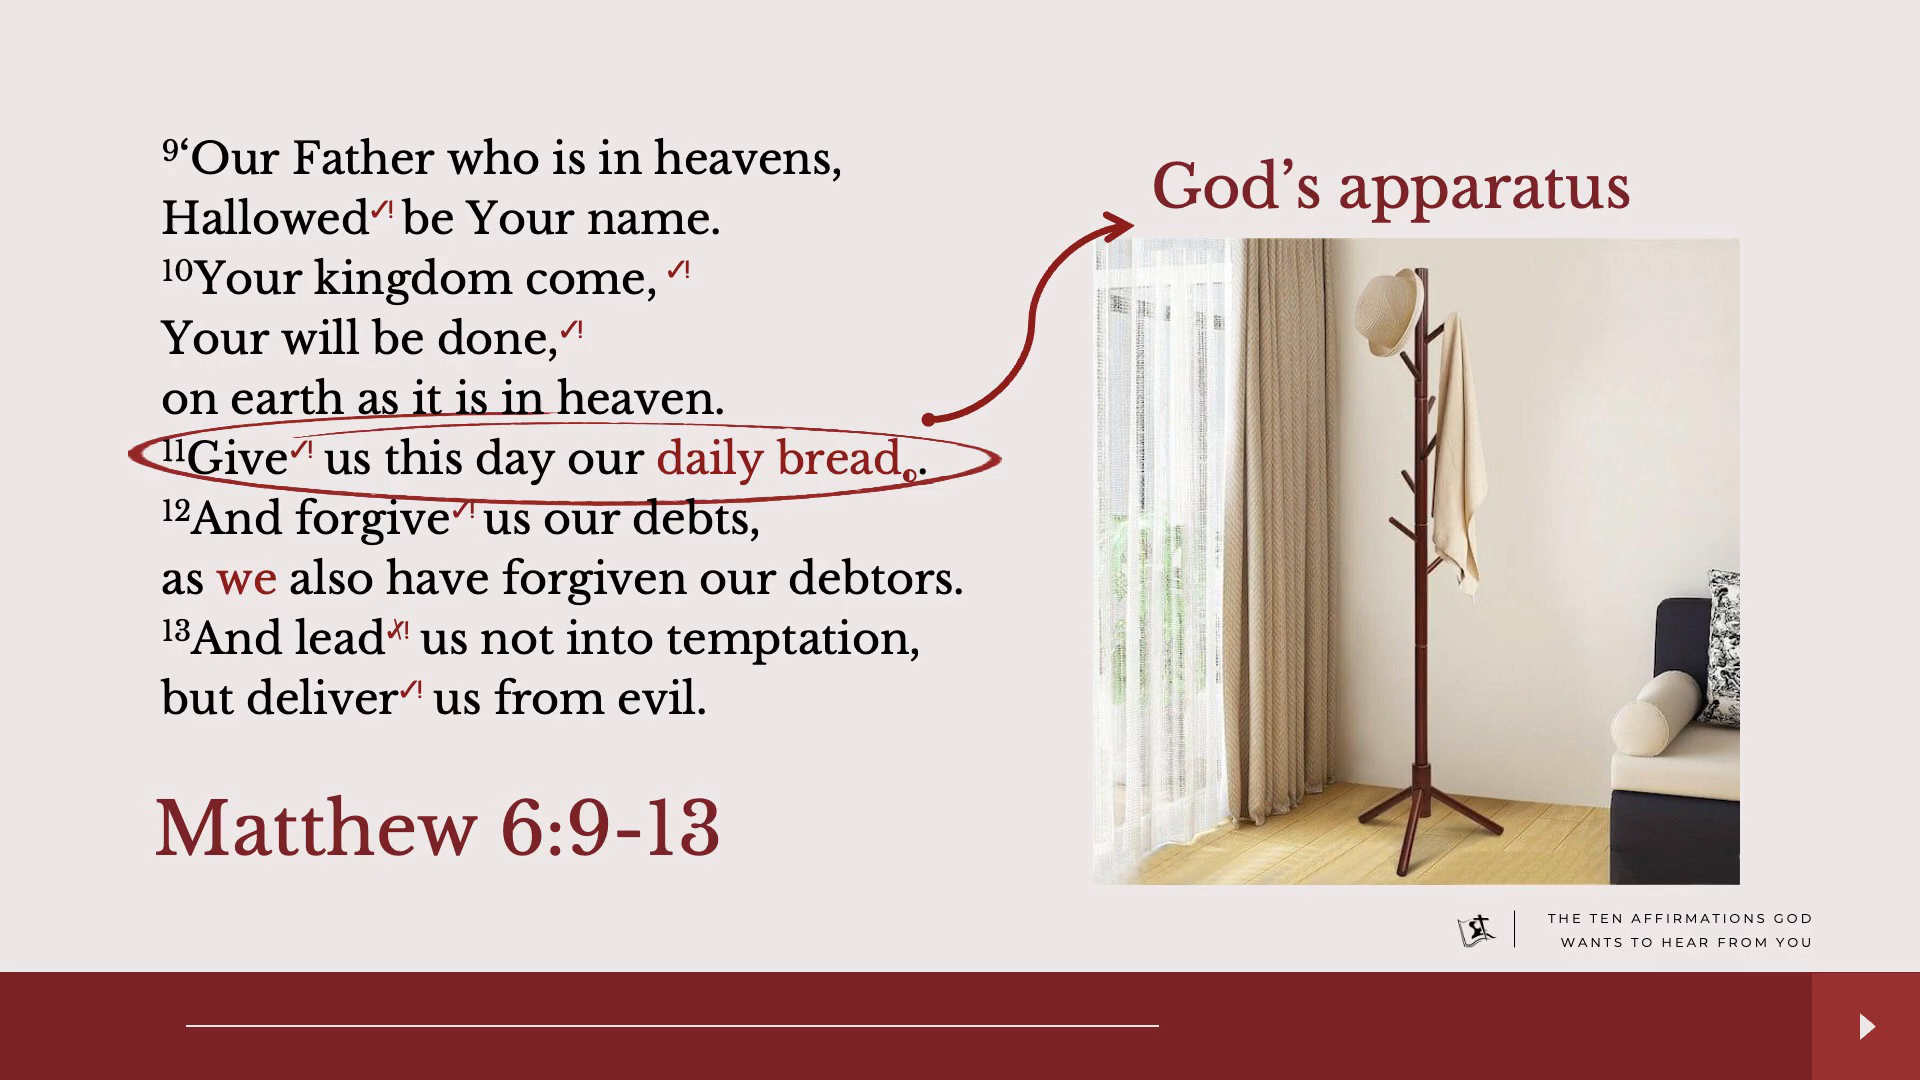 ⁹‘Our Father who is in heavens,
Hallowed✓! be Your name.
¹⁰Your kingdom come, ✓!
Your will be done,✓!
on earth as it is in heaven.
¹¹Give✓! us this day our daily bread◐.
¹²And forgive✓! us our debts,
as we also have forgiven our debtors.
¹³And lead✗! us not into temptation,
but deliver✓! us from evil.
Matthew 6:9-13
God’s apparatus
THE TEN AFFIRMATIONS GOD
WANTS TO HEAR FROM YOU